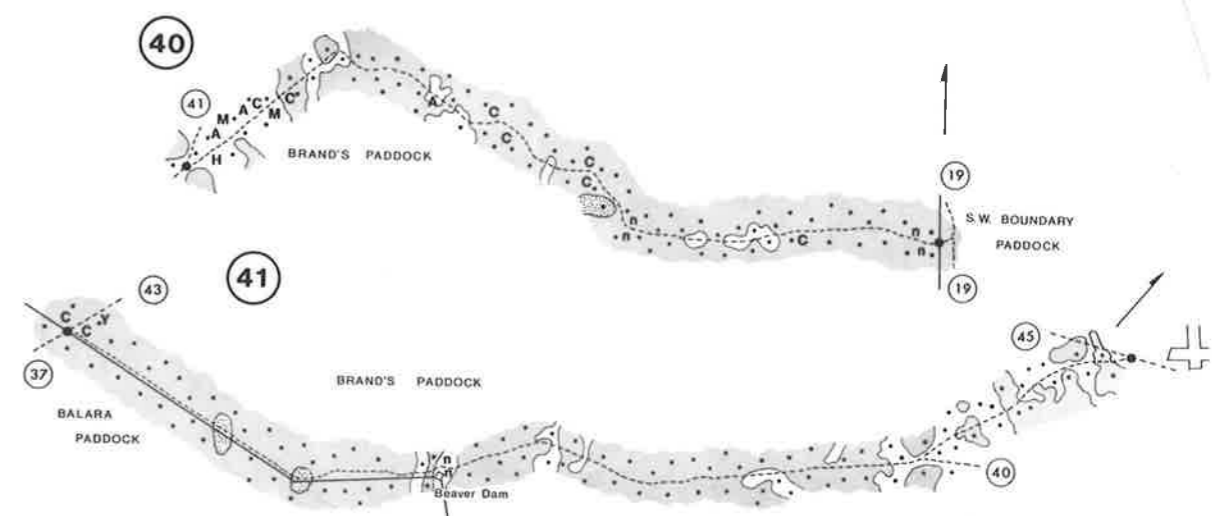 40
41
M A C C
A M
H
BRAND'S PADDOCK
A
C
C
C
C
n
n
C
n
n
19
S.W. BOUNDARY
PADDOCK
19
41
43
C Y
C
37
BALARA
PADDOCK
BRAND'S PADDOCK
n
n
Beaver Dam
45
40